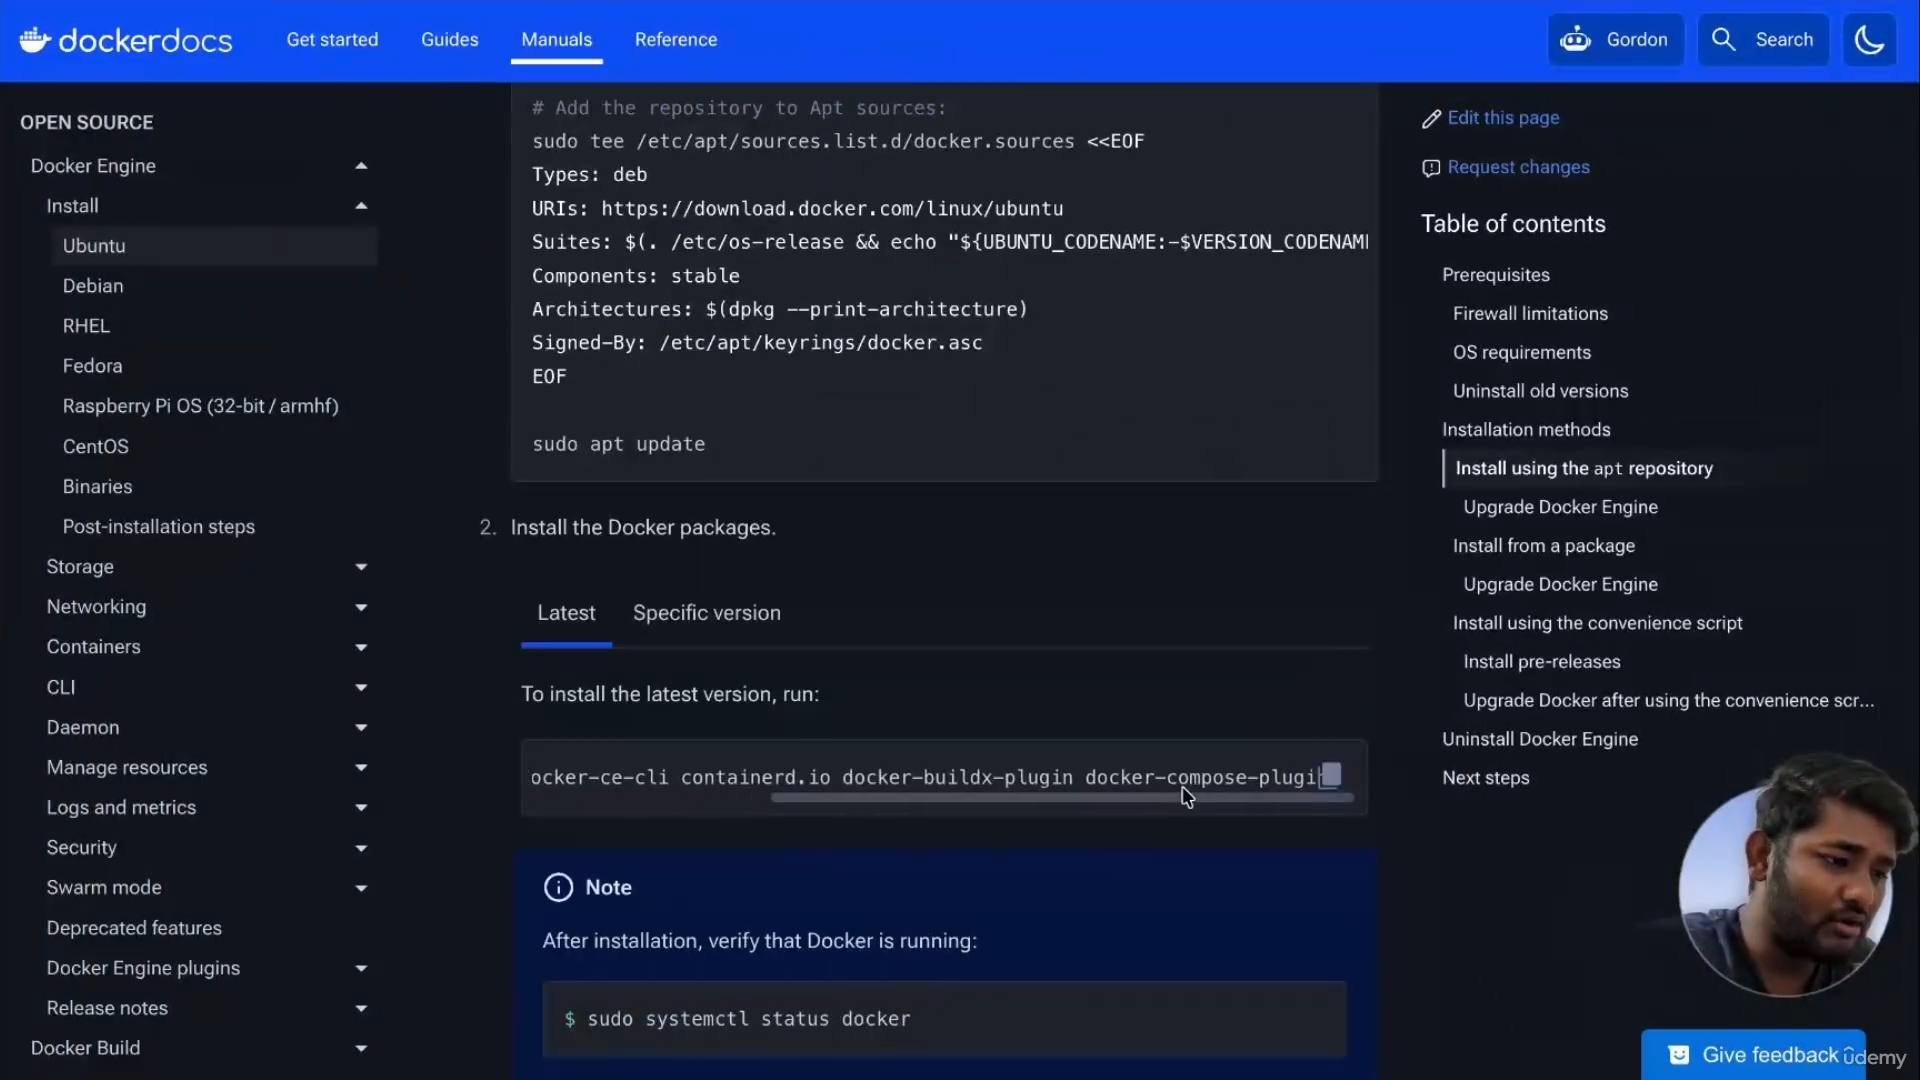 dockerdocs
Get started
Guides
Manuals
Reference
Gordon
Search
OPEN SOURCE
Docker Engine
Install
Ubuntu
Debian
RHEL
Fedora
Raspberry Pi OS (32-bit / armhf)
CentOS
Binaries
Post-installation steps
Storage
Networking
Containers
CLI
Daemon
Manage resources
Logs and metrics
Security
Swarm mode
Deprecated features
Docker Engine plugins
Release notes
Docker Build
# Add the repository to Apt sources:
sudo tee /etc/apt/sources.list.d/docker.sources <<EOF
Types: deb
URIs: https://download.docker.com/linux/ubuntu
Suites: $(. /etc/os-release && echo "${UBUNTU_CODENAME:-$VERSION_CODENAM
Components: stable
Architectures: $(dpkg --print-architecture)
Signed-By: /etc/apt/keyrings/docker.asc
EOF
sudo apt update
2. Install the Docker packages.
Latest
Specific version
To install the latest version, run:
ocker-ce-cli containerd.io docker-buildx-plugin docker-compose-plugi
Note
After installation, verify that Docker is running:
$ sudo systemctl status docker
Edit this page
Request changes
Table of contents
Prerequisites
Firewall limitations
OS requirements
Uninstall old versions
Installation methods
Install using the apt repository
Upgrade Docker Engine
Install from a package
Upgrade Docker Engine
Install using the convenience script
Install pre-releases
Upgrade Docker after using the convenience scr...
Uninstall Docker Engine
Next steps
Give feedback
udemy